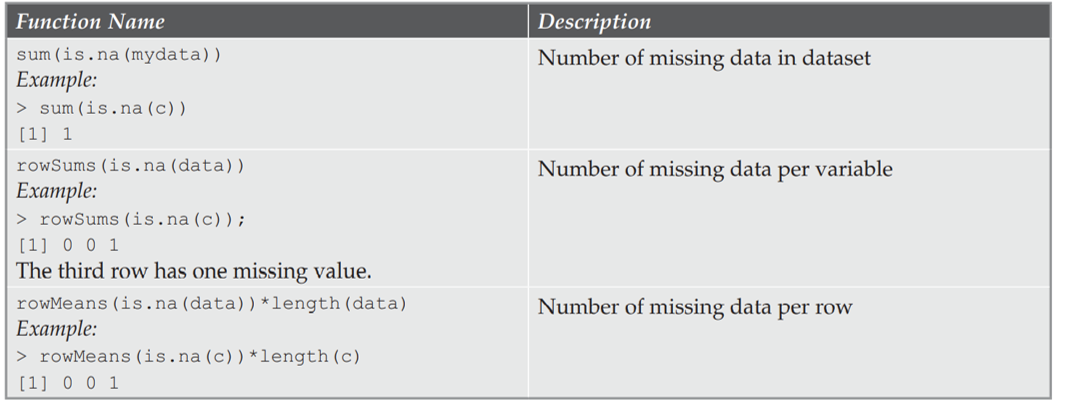 Function Name
Description
sum(is.na(mydata))
Number of missing data in dataset
Example:
> sum(is.na(c))
[1] 1
rowSums(is.na(data))
Number of missing data per variable
Example:
> rowSums(is.na(c));
[1] 0 0 1
The third row has one missing value.
rowMeans(is.na(data))*length(data)
Number of missing data per row
Example:
> rowMeans(is.na(c))*length(c)
[1] 0 0 1